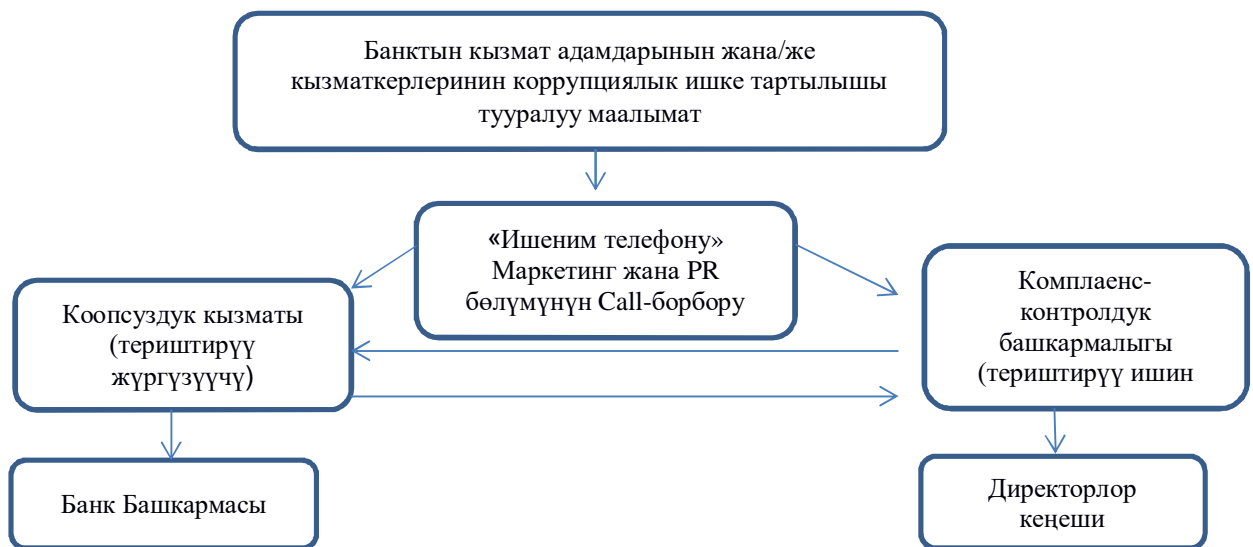 Банктын кызмат адамдарынын жана/же
кызматкерлеринин коррупциялык ишке тартылышы
тууралуу маалымат
«Ишеним телефону»
Маркетинг жана PR
бөлүмүнүн Call-борбору
Коопсуздук кызматы
(териштирүү
жүргүзүүчү)
Комплаенс-
контролдук
башкармалыгы
(териштирүү ишин
Банк Башкармасы
Директорлор
кеңеши